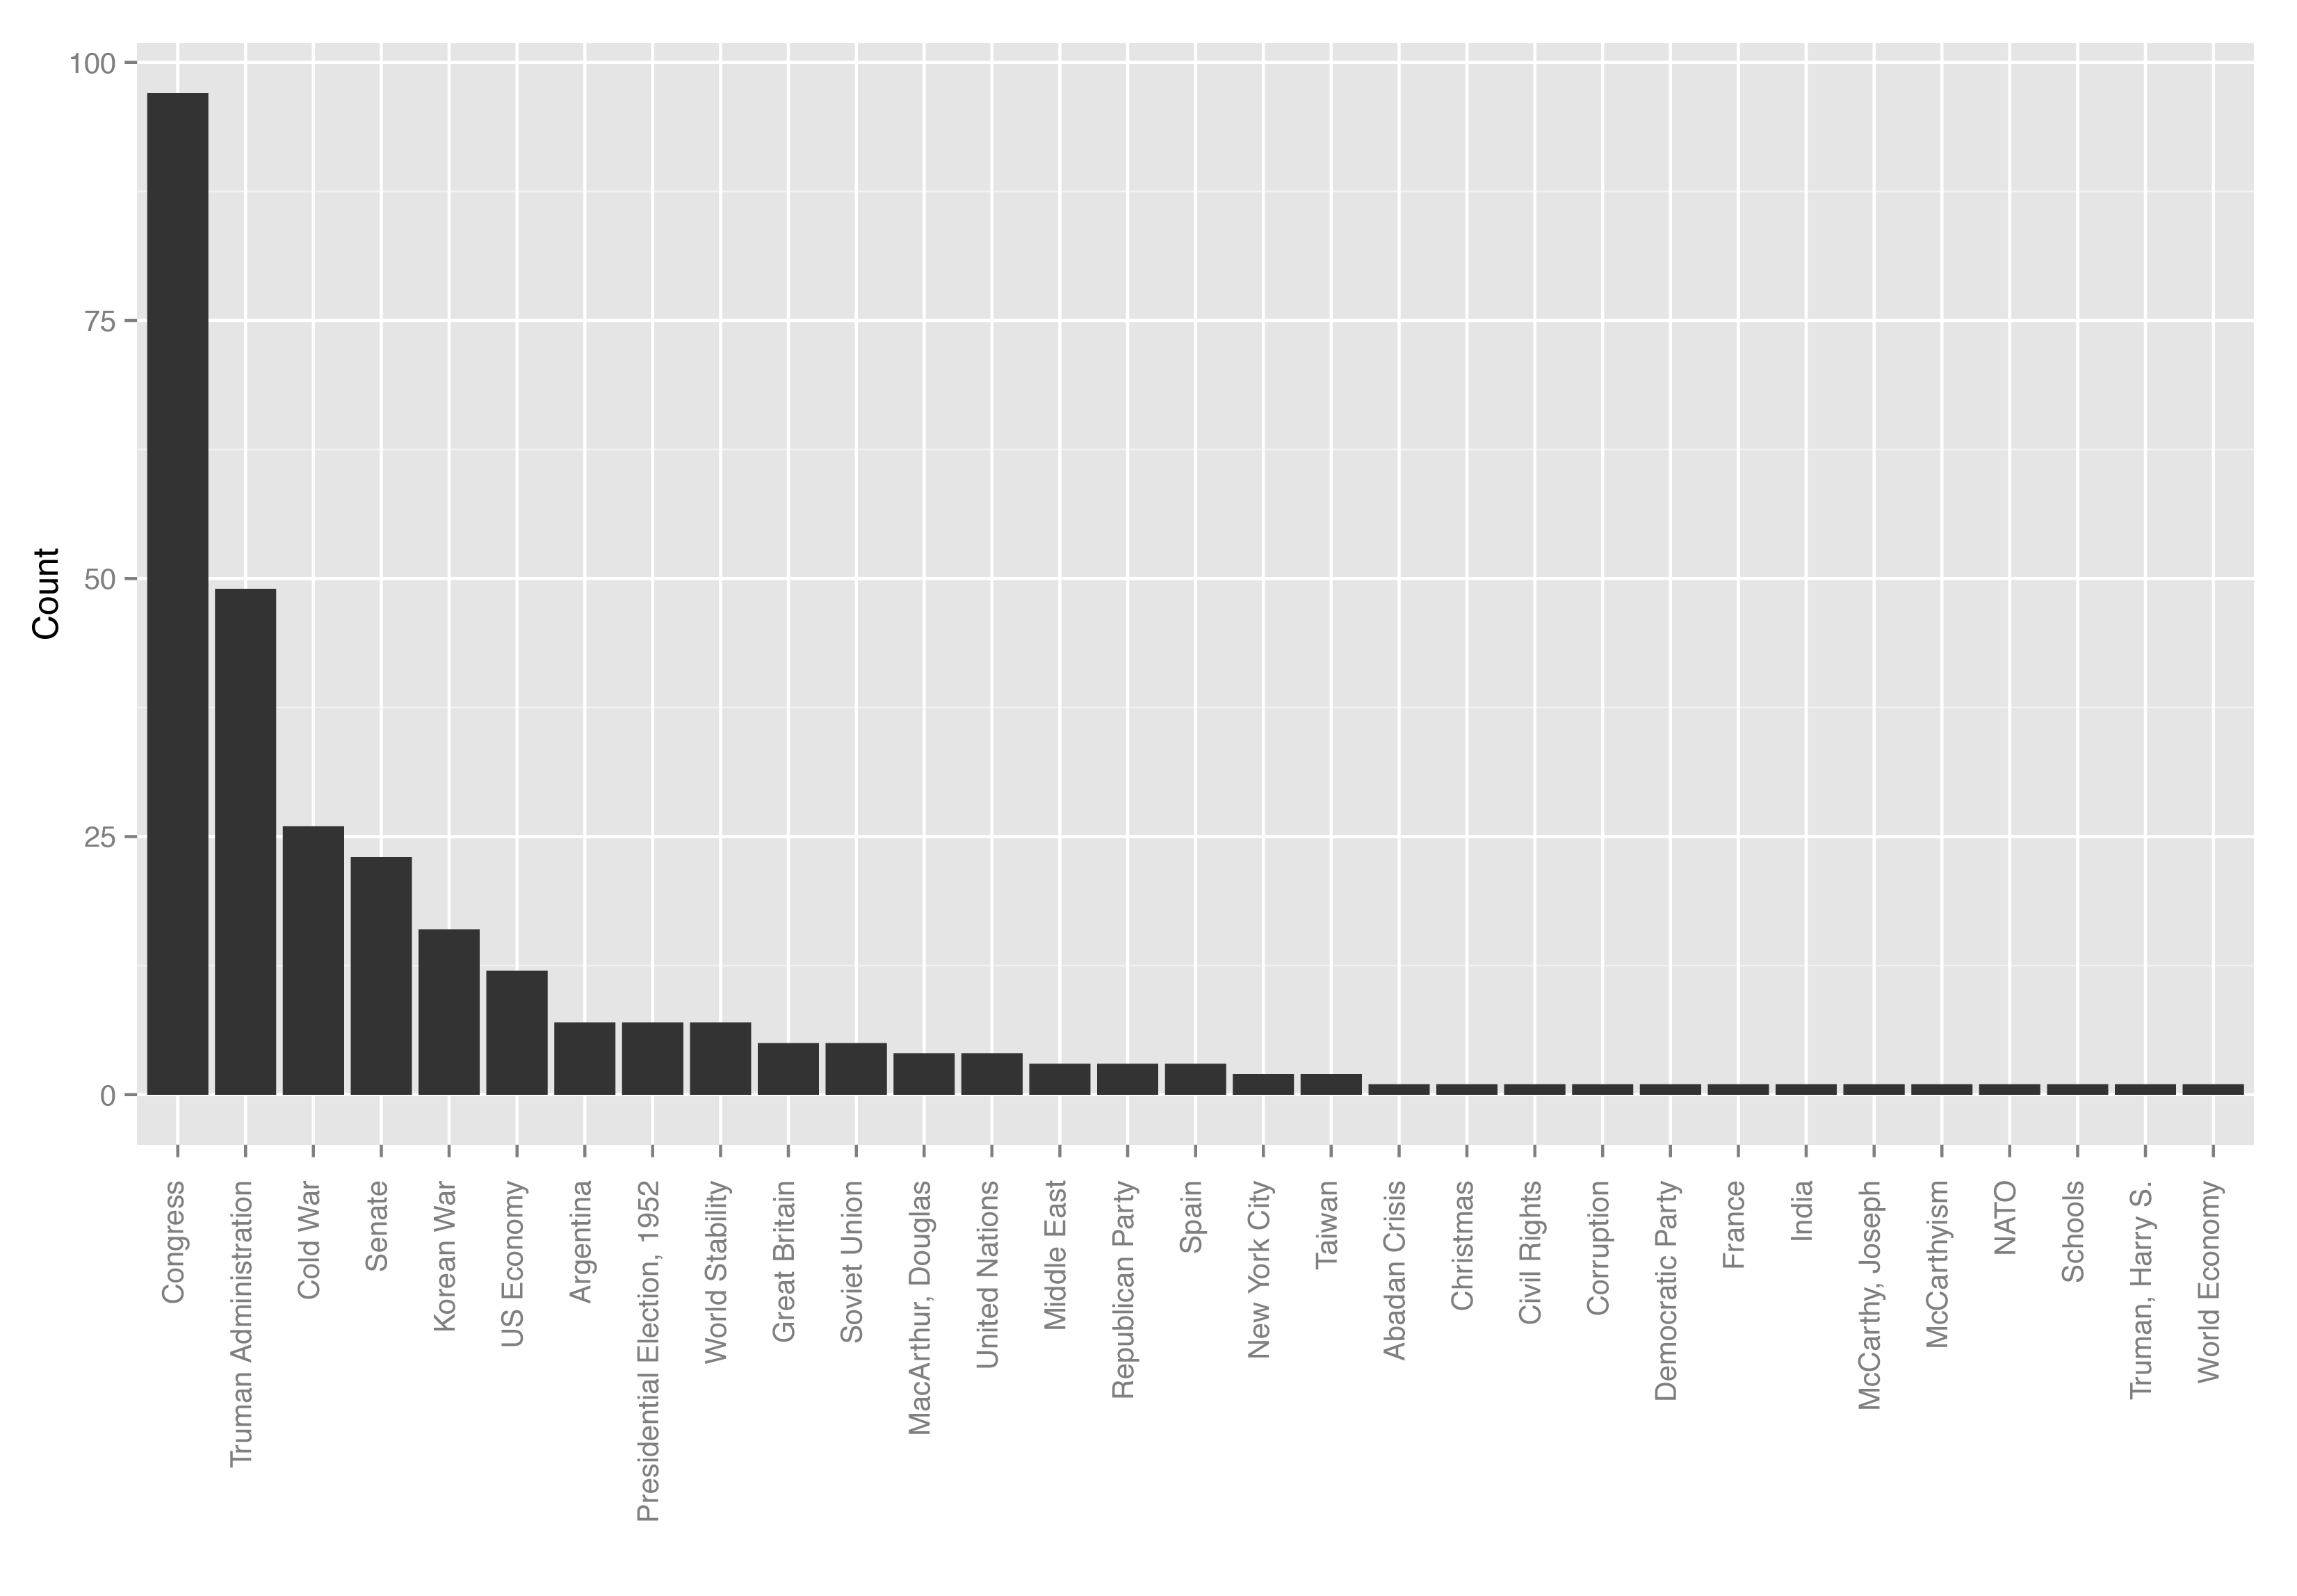 100
75
50
25
0
Count
Congress
Truman Administration
Cold War
Senate
Korean War
US Economy
Argentina
Presidential Election, 1952
World Stability
Great Britain
Soviet Union
MacArthur, Douglas
United Nations
Middle East
Republican Party
Spain
New York City
Taiwan
Abadan Crisis
Christmas
Civil Rights
Corruption
Democratic Party
France
India
McCarthy, Joseph
McCarthyism
NATO
Schools
Truman, Harry S.
World Economy